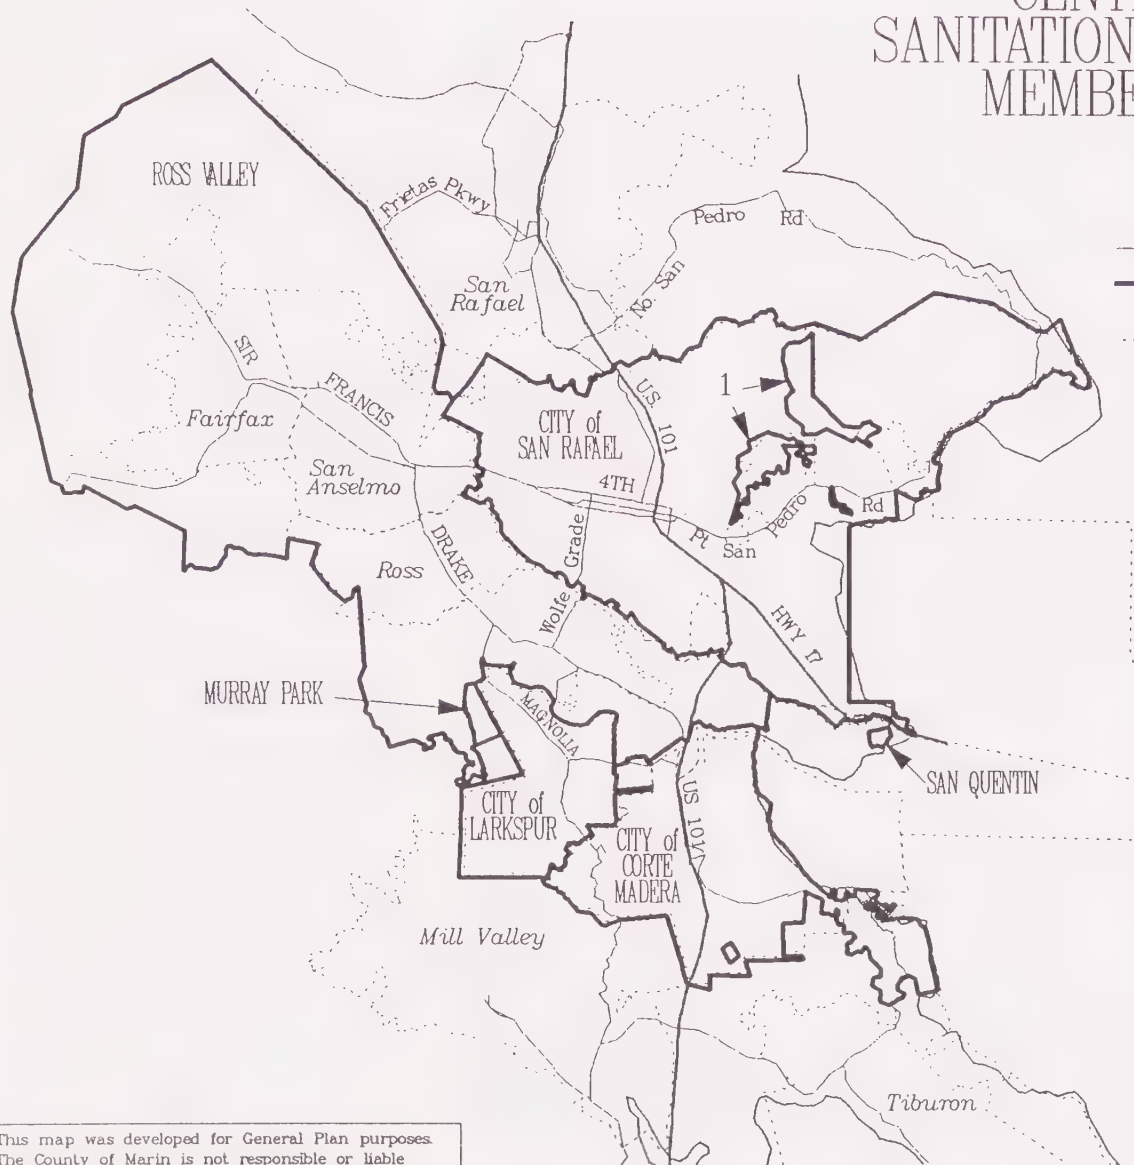 SANITATION
MEMBE
ROSS VALLEY
Frietas Pkwy
Pedro Rd
No. San
San
Rafael
SIR
FRANCIS
DRAKE
Fairfax
San
Anselmo
Ross
CITY of
SAN RAFAEL
U.S. 101
1
4TH
Grade
Wolfe
Pt San Pedro Rd
HWY 17
MURRAY PARK
MAGNOLIA
SAN QUENTIN
CITY of
LARKSPUR
US 101
CITY of
CORTE
MADERA
Mill Valley
Tiburon
This map was developed for General Plan purposes.
The County of Marin is not responsible or liable